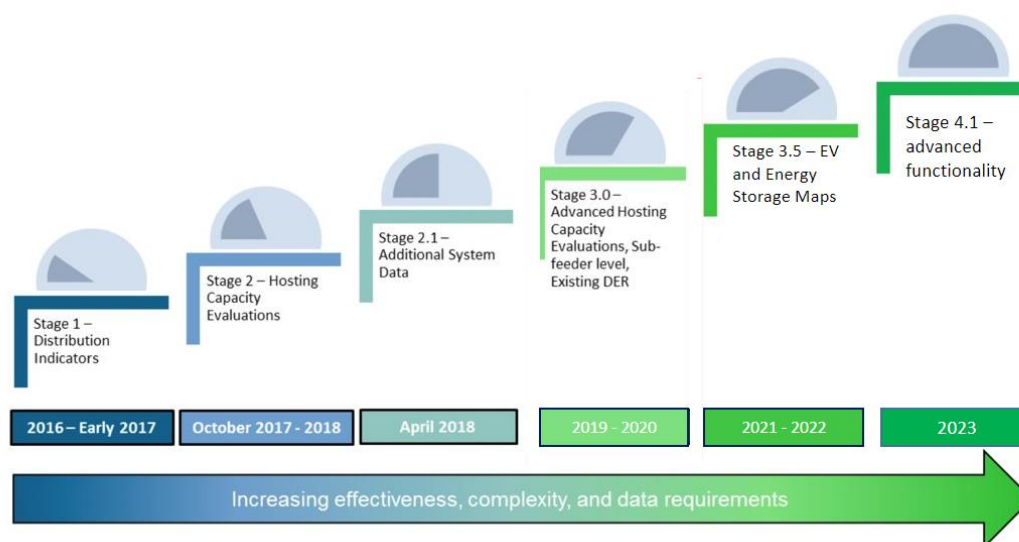 Stage 1 –
Distribution
Indicators
Stage 2 – Hosting
Capacity
Evaluations
Stage 2.1 –
Additional System
Data
Stage 3.0 –
Advanced Hosting
Capacity
Evaluations, Sub-
feeder level,
Existing DER
Stage 3.5 – EV
and Energy
Storage Maps
Stage 4.1 –
advanced
functionality
2016 – Early 2017
October 2017 - 2018
April 2018
2019 - 2020
2021 - 2022
2023
Increasing effectiveness, complexity, and data requirements